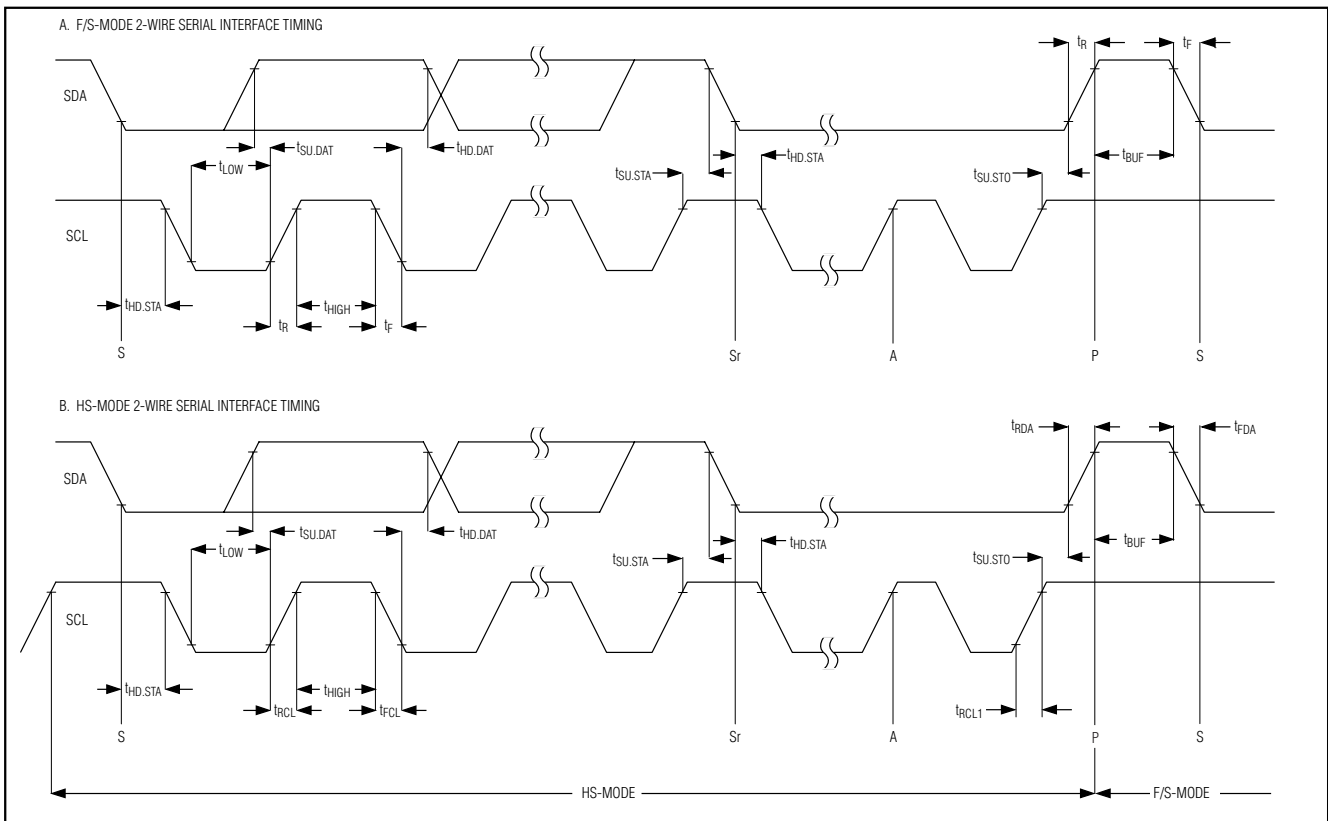 A. F/S-MODE 2-WIRE SERIAL INTERFACE TIMING
tR
tF
SDA
tSU.DAT
tHD.DAT
tLOW
tSU.STA
tHD.STA
tSU.STO
tBUF
SCL
tHD.STA
tR
tHIGH
tF
S
Sr
A
P
S
B. HS-MODE 2-WIRE SERIAL INTERFACE TIMING
tRDA
tFDA
SDA
tSU.DAT
tHD.DAT
tLOW
tSU.STA
tHD.STA
tSU.STO
tBUF
SCL
tHD.STA
tRCL
tHIGH
tFCL
tRCL1
S
Sr
A
P
S
HS-MODE
F/S-MODE